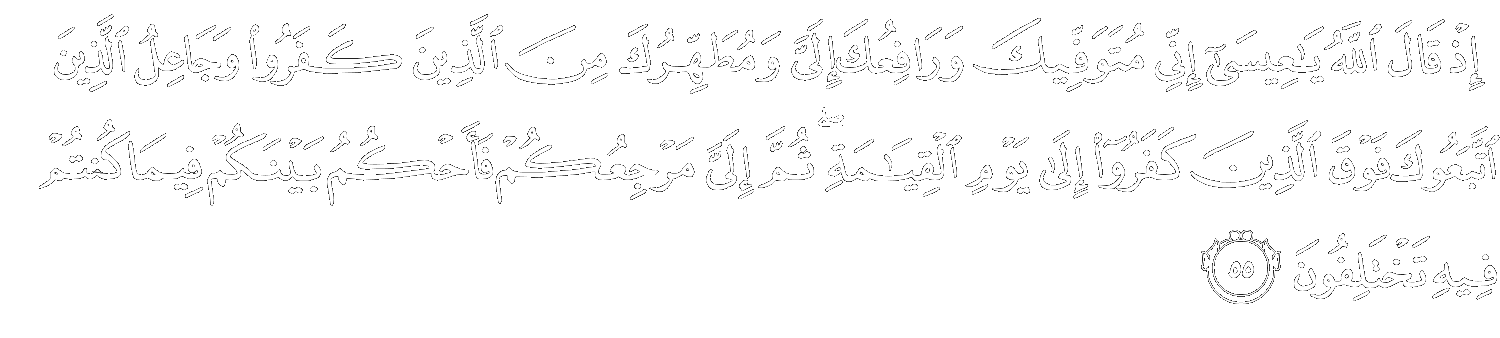 إِذْ قَالَ ٱللَّهُ يَـٰعِيسَىٰٓ إِنِّى مُتَوَفِّيكَ وَرَافِعُكَ إِلَىَّ وَمُطَهِّرُكَ مِنَ ٱلَّذِينَ كَفَرُوا۟ وَجَاعِلُ ٱلَّذِينَ
ٱتَّبَعُوكَ فَوْقَ ٱلَّذِينَ كَفَرُوٓا۟ إِلَىٰ يَوْمِ ٱلْقِيَـٰمَةِ ۖ ثُمَّ إِلَىَّ مَرْجِعُكُمْ فَأَحْكُمُ بَيْنَكُمْ فِيمَا كُنتُمْ
فِيهِ تَخْتَلِفُونَ ٥٥